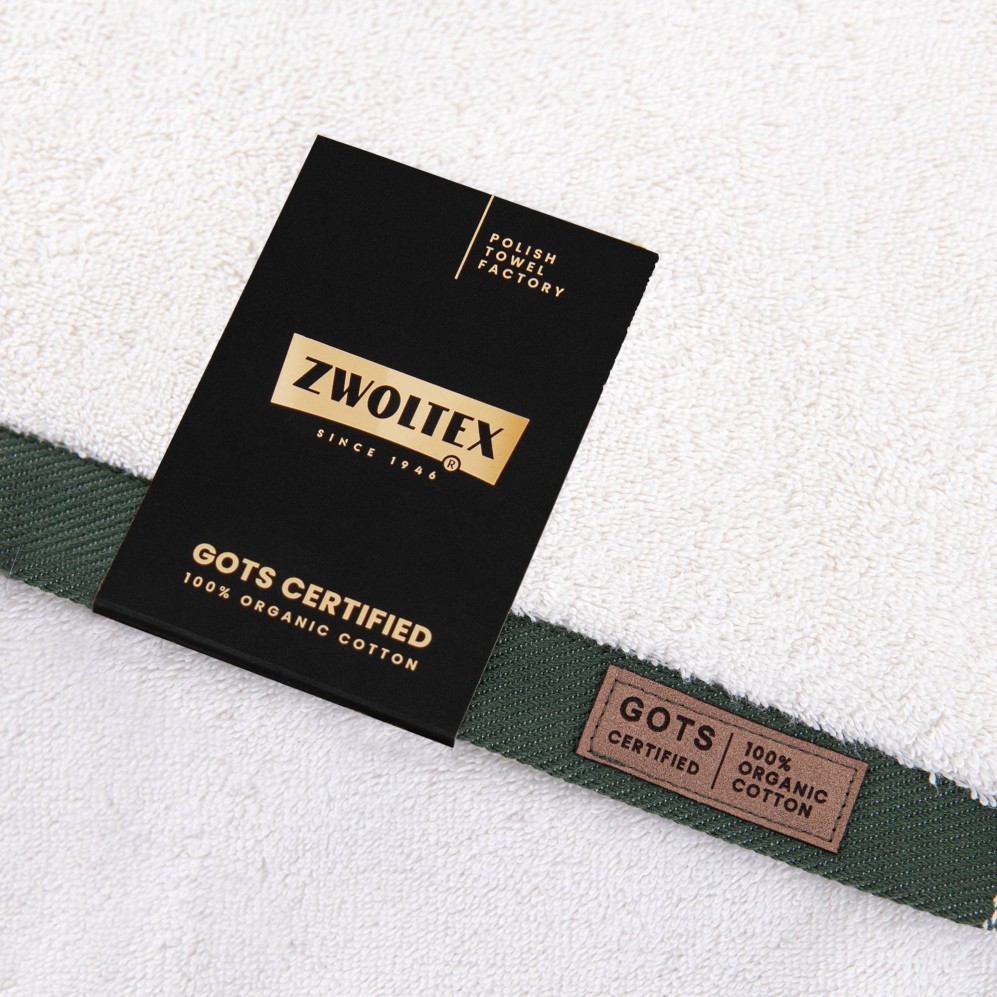 POLISH
TOWEL
FACTORY
ZWOLTEX
®
SINCE 1946
GOTS CERTIFIED
100% ORGANIC COTTON
GOTS
CERTIFIED
100%
ORGANIC
COTTON